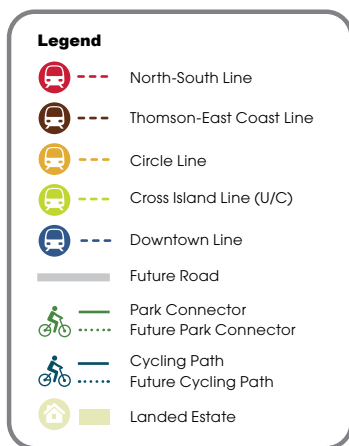 Legend
North-South Line
Thomson-East Coast Line
Circle Line
Cross Island Line (U/C)
Downtown Line
Future Road
Park Connector
Future Park Connector
Cycling Path
Future Cycling Path
Landed Estate